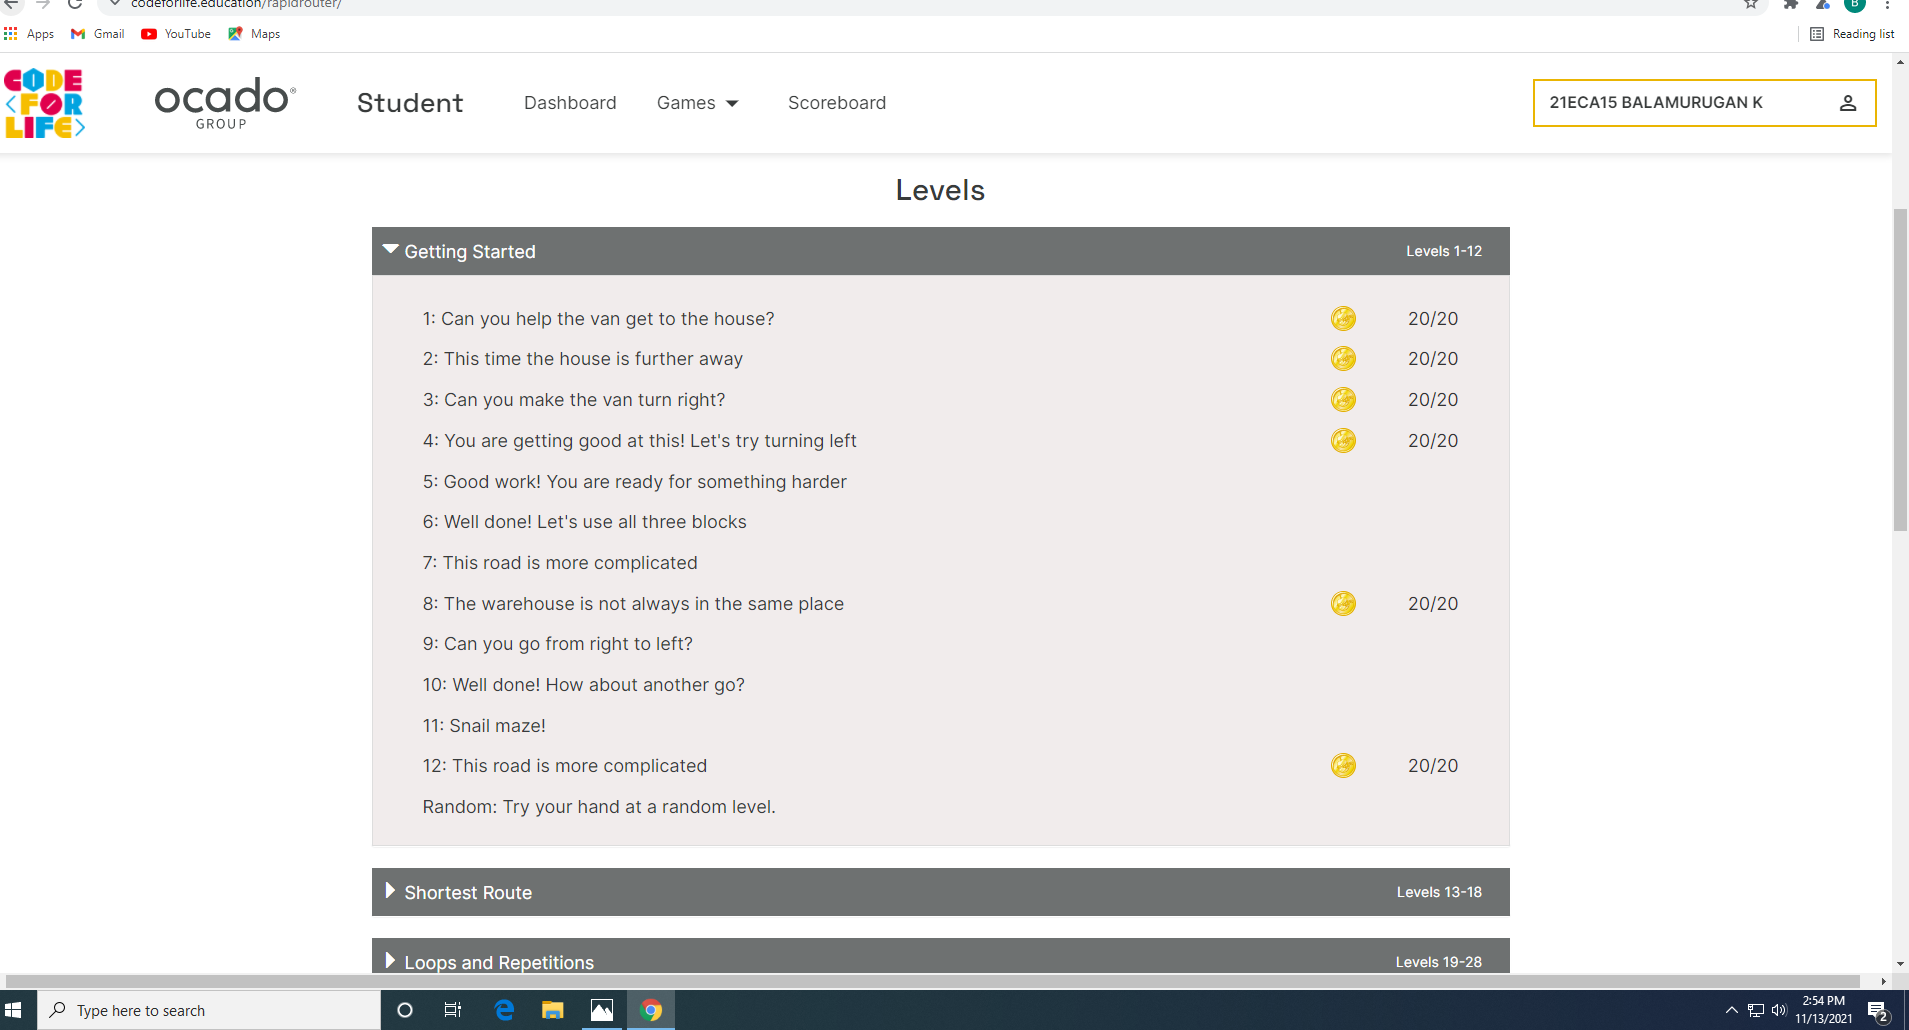 codeforlife.education/rapidrouter/
B
Apps Gmail YouTube Maps Reading list
CODE
<FOR
LIFE>
ocado®
GROUP
Student Dashboard Games Scoreboard 21ECA15 BALAMURUGAN K
Levels
Getting Started Levels 1-12
1: Can you help the van get to the house? 20/20
2: This time the house is further away 20/20
3: Can you make the van turn right? 20/20
4: You are getting good at this! Let's try turning left 20/20
5: Good work! You are ready for something harder
6: Well done! Let's use all three blocks
7: This road is more complicated
8: The warehouse is not always in the same place 20/20
9: Can you go from right to left?
10: Well done! How about another go?
11: Snail maze!
12: This road is more complicated 20/20
Random: Try your hand at a random level.
Shortest Route Levels 13-18
Loops and Repetitions Levels 19-28
Type here to search
2:54 PM
11/13/2021
2